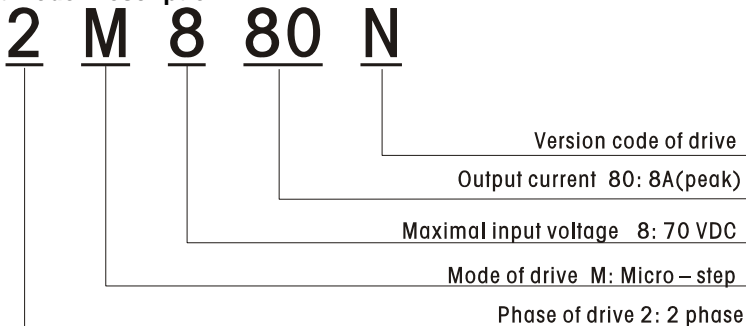 2 M 8 80 N
Version code of drive
Output current 80: 8A(peak)
Maximal input voltage 8: 70 VDC
Mode of drive M: Micro – step
Phase of drive 2: 2 phase